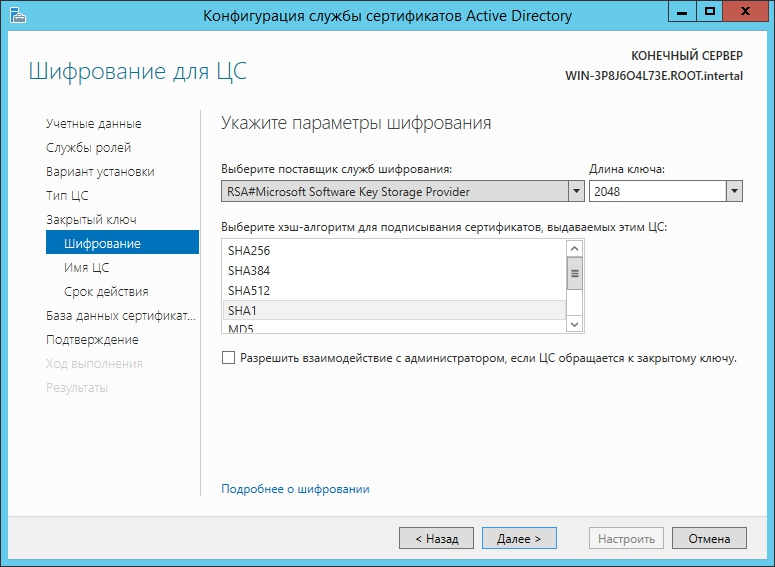 Конфигурация службы сертификатов Active Directory
Шифрование для ЦС
КОНЕЧНЫЙ СЕРВЕР
WIN-3P8J6O4L73E.ROOT.intertal
Учетные данные
Службы ролей
Вариант установки
Тип ЦС
Закрытый ключ
Шифрование
Имя ЦС
Срок действия
База данных сертификат...
Подтверждение
Ход выполнения
Результаты
Укажите параметры шифрования
Выберите поставщик служб шифрования:
Длина ключа:
RSA#Microsoft Software Key Storage Provider
2048
Выберите хэш-алгоритм для подписывания сертификатов, выдаваемых этим ЦС:
SHA256
SHA384
SHA512
SHA1
MD5
Разрешить взаимодействие с администратором, если ЦС обращается к закрытому ключу.
Подробнее о шифровании
< Назад
Далее >
Настроить
Отмена